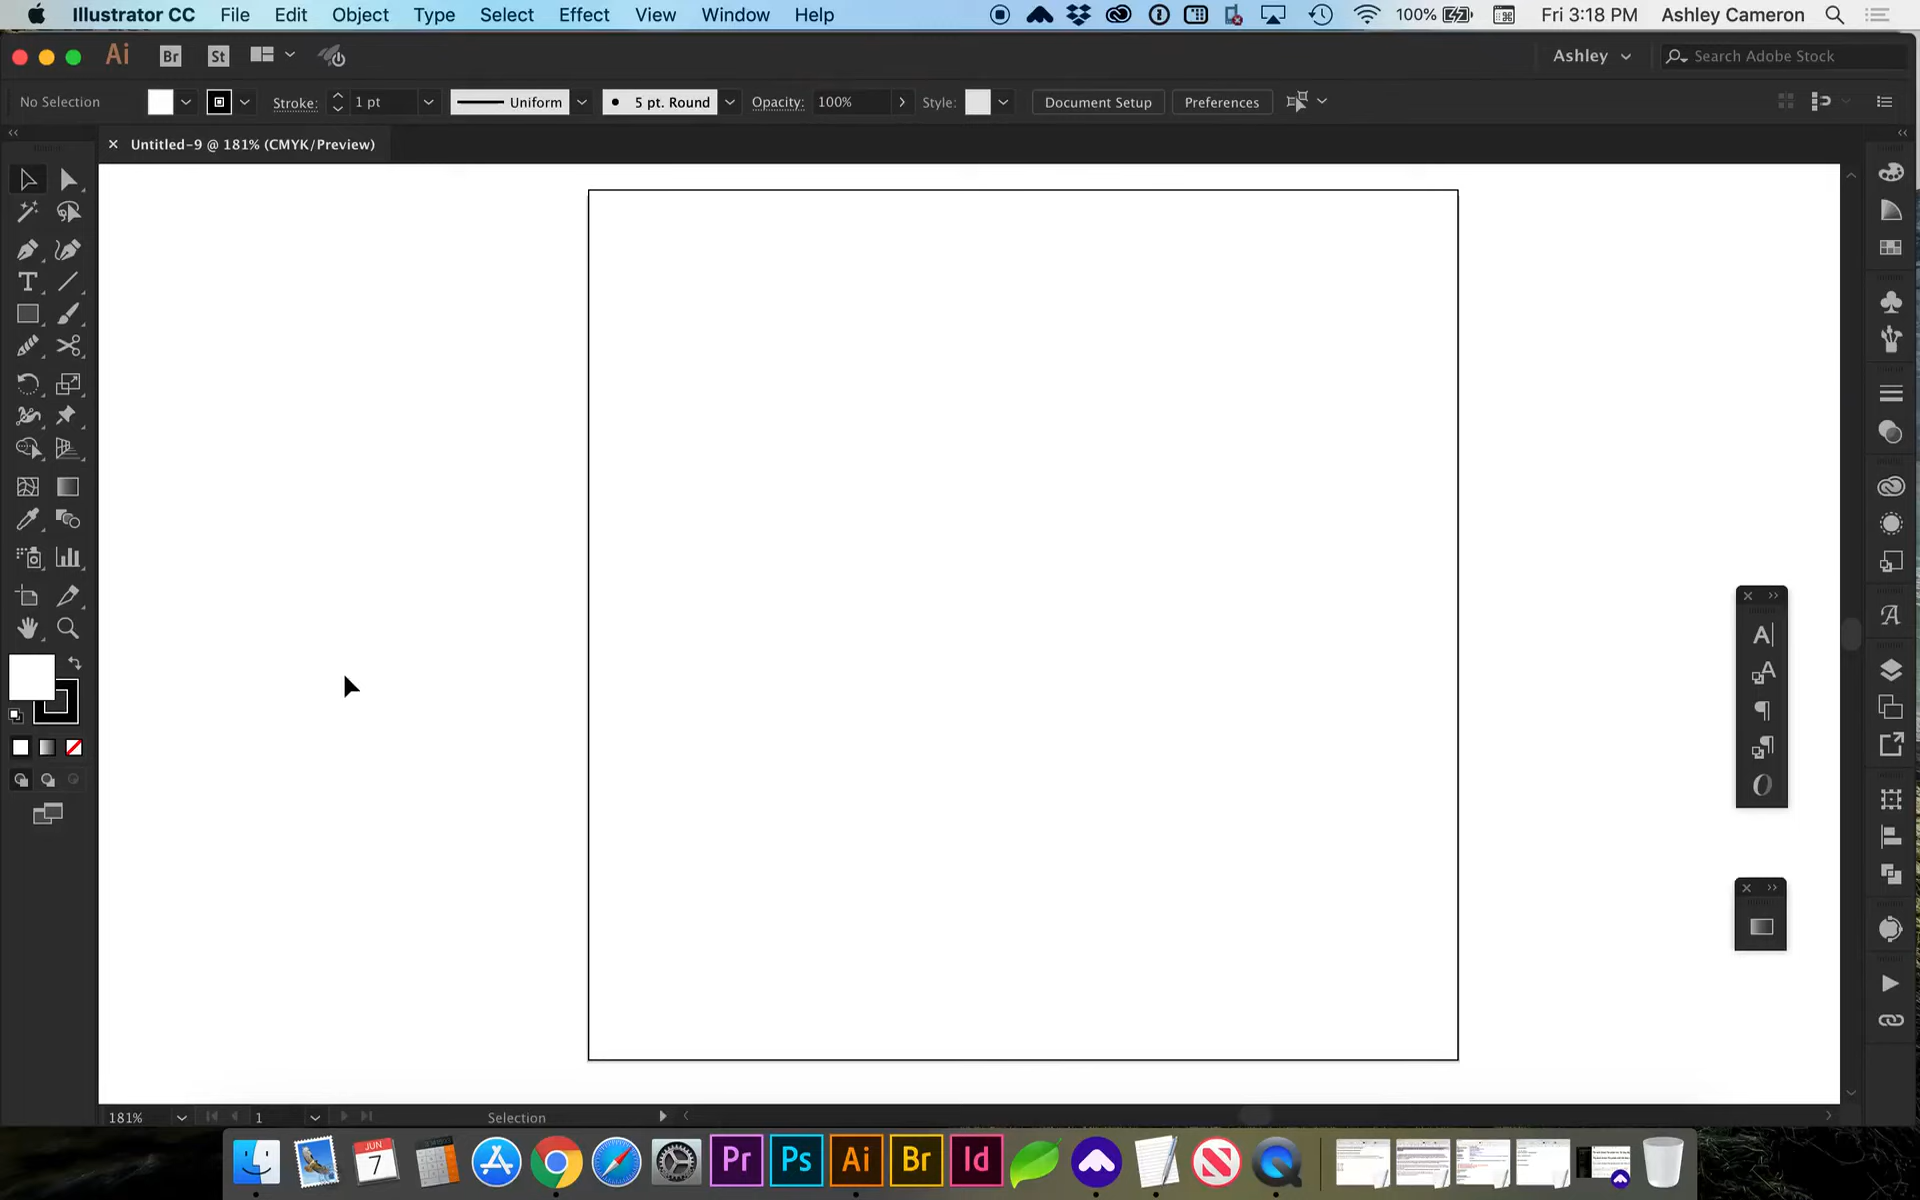 Illustrator CC File Edit Object Type Select Effect View Window Help 100% Fri 3:18 PM Ashley Cameron
Ai Br St Ashley Search Adobe Stock
No Selection Stroke: 1 pt Uniform 5 pt. Round Opacity: 100% Style: Document Setup Preferences
Untitled-9 @ 181% (CMYK/Preview)
181% 1 Selection
JUN
7
Pr Ps Ai Br Id